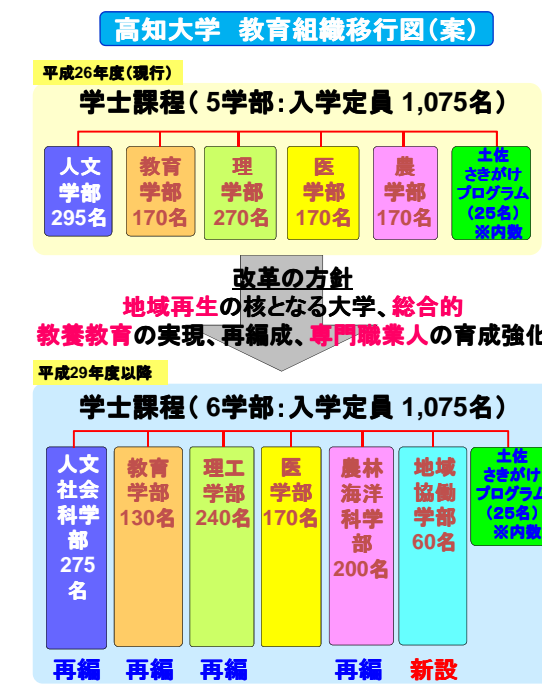 高知大学 教育組織移行図(案)
平成26年度(現行)
学士課程( 5学部:入学定員 1,075名)
人文
学部
295名
教育
学部
170名
理
学部
270名
医
学部
170名
農
学部
170名
土佐
さきがけ
プログラム
(25名)
※内数
改革の方針
地域再生の核となる大学、総合的
教養教育の実現、再編成、専門職業人の育成強化
平成29年度以降
学士課程( 6学部:入学定員 1,075名)
人文
社会
科学
部
275
名
教育
学部
130名
理工
学部
240名
医
学部
170名
農林
海洋
科学
部
200名
地域
協働
学部
60名
土佐
さきがけ
プログラム
(25名)
※内数
再編
再編
再編
再編
新設